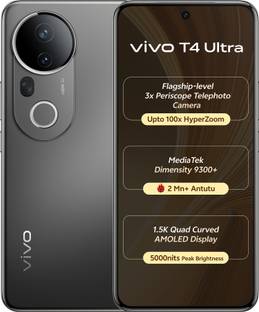 vivo T4 Ultra
Flagship-level
3x Periscope Telephoto
Camera
Upto 100x HyperZoom
MediaTek
Dimensity 9300+
2 Mn+ Antutu
1.5K Quad Curved
AMOLED Display
5000nits Peak Brightness
vivo